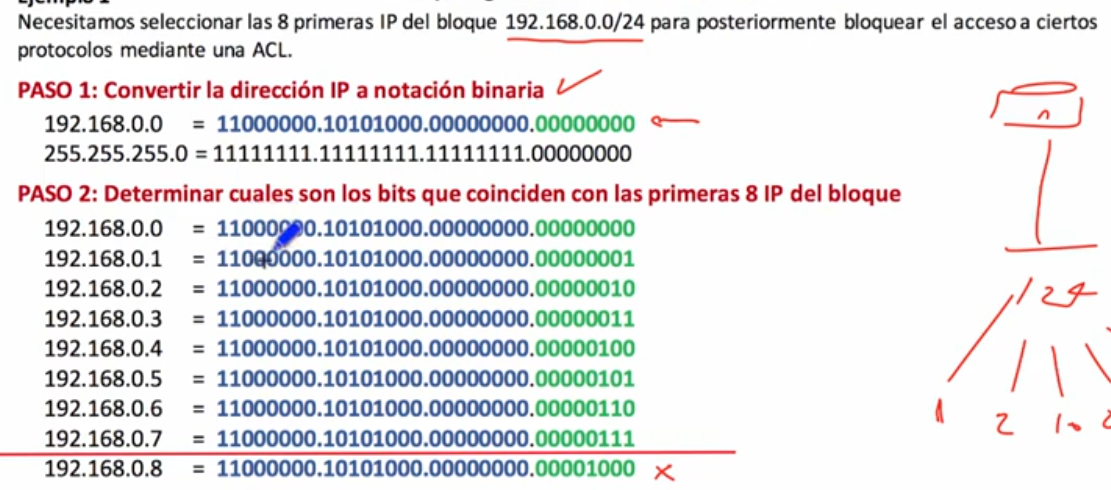 Necesitamos seleccionar las 8 primeras IP del bloque 192.168.0.0/24 para posteriormente bloquear el acceso a ciertos
protocolos mediante una ACL.
PASO 1: Convertir la dirección IP a notación binaria
192.168.0.0 = 11000000.10101000.00000000.00000000
255.255.255.0 = 11111111.11111111.11111111.00000000
PASO 2: Determinar cuales son los bits que coinciden con las primeras 8 IP del bloque
192.168.0.0 = 11000000.10101000.00000000.00000000
192.168.0.1 = 11000000.10101000.00000000.00000001
192.168.0.2 = 11000000.10101000.00000000.00000010
192.168.0.3 = 11000000.10101000.00000000.00000011
192.168.0.4 = 11000000.10101000.00000000.00000100
192.168.0.5 = 11000000.10101000.00000000.00000101
192.168.0.6 = 11000000.10101000.00000000.00000110
192.168.0.7 = 11000000.10101000.00000000.00000111
192.168.0.8 = 11000000.10101000.00000000.00001000 x
/24
1 2